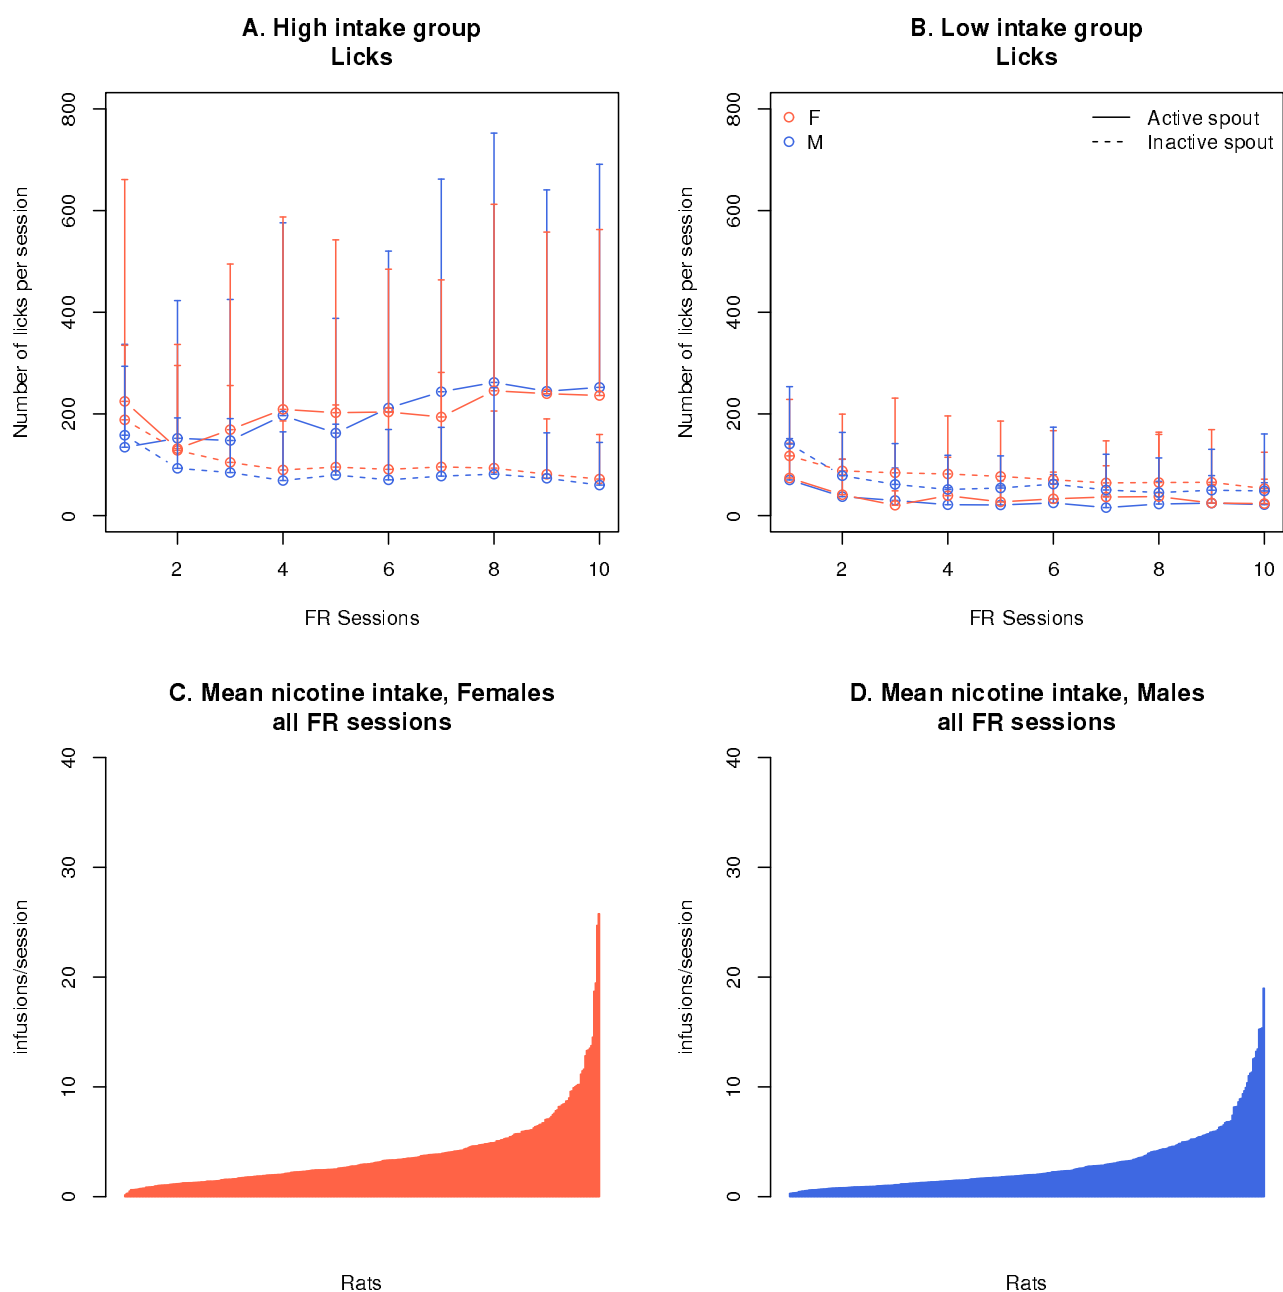 A. High intake group
Licks
Number of licks per session
800
600
400
200
0
2 4 6 8 10
FR Sessions
B. Low intake group
Licks
Number of licks per session
800
600
400
200
0
F
M
Active spout
Inactive spout
2 4 6 8 10
FR Sessions
C. Mean nicotine intake, Females
all FR sessions
infusions/session
40
30
20
10
0
Rats
D. Mean nicotine intake, Males
all FR sessions
infusions/session
40
30
20
10
0
Rats